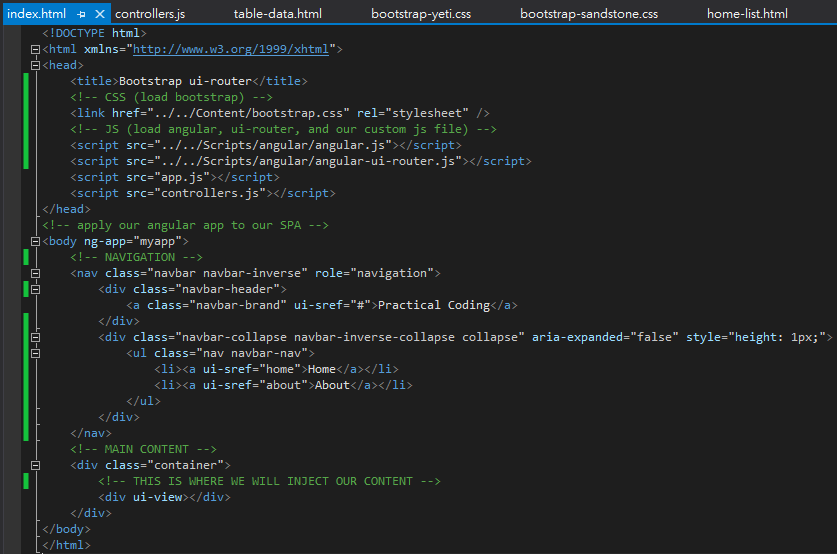 index.html controllers.js table-data.html bootstrap-yeti.css bootstrap-sandstone.css home-list.html
<!DOCTYPE html>
<html xmlns="http://www.w3.org/1999/xhtml">
<head>
    <title>Bootstrap ui-router</title>
    <!-- CSS (load bootstrap) -->
    <link href="../../Content/bootstrap.css" rel="stylesheet" />
    <!-- JS (load angular, ui-router, and our custom js file) -->
    <script src="../../Scripts/angular/angular.js"></script>
    <script src="../../Scripts/angular/angular-ui-router.js"></script>
    <script src="app.js"></script>
    <script src="controllers.js"></script>
</head>
<!-- apply our angular app to our SPA -->
<body ng-app="myapp">
    <!-- NAVIGATION -->
    <nav class="navbar navbar-inverse" role="navigation">
        <div class="navbar-header">
            <a class="navbar-brand" ui-sref="#">Practical Coding</a>
        </div>
        <div class="navbar-collapse navbar-inverse-collapse collapse" aria-expanded="false" style="height: 1px;">
            <ul class="nav navbar-nav">
                <li><a ui-sref="home">Home</a></li>
                <li><a ui-sref="about">About</a></li>
            </ul>
        </div>
    </nav>
    <!-- MAIN CONTENT -->
    <div class="container">
        <!-- THIS IS WHERE WE WILL INJECT OUR CONTENT -->
        <div ui-view></div>
    </div>
</body>
</html>